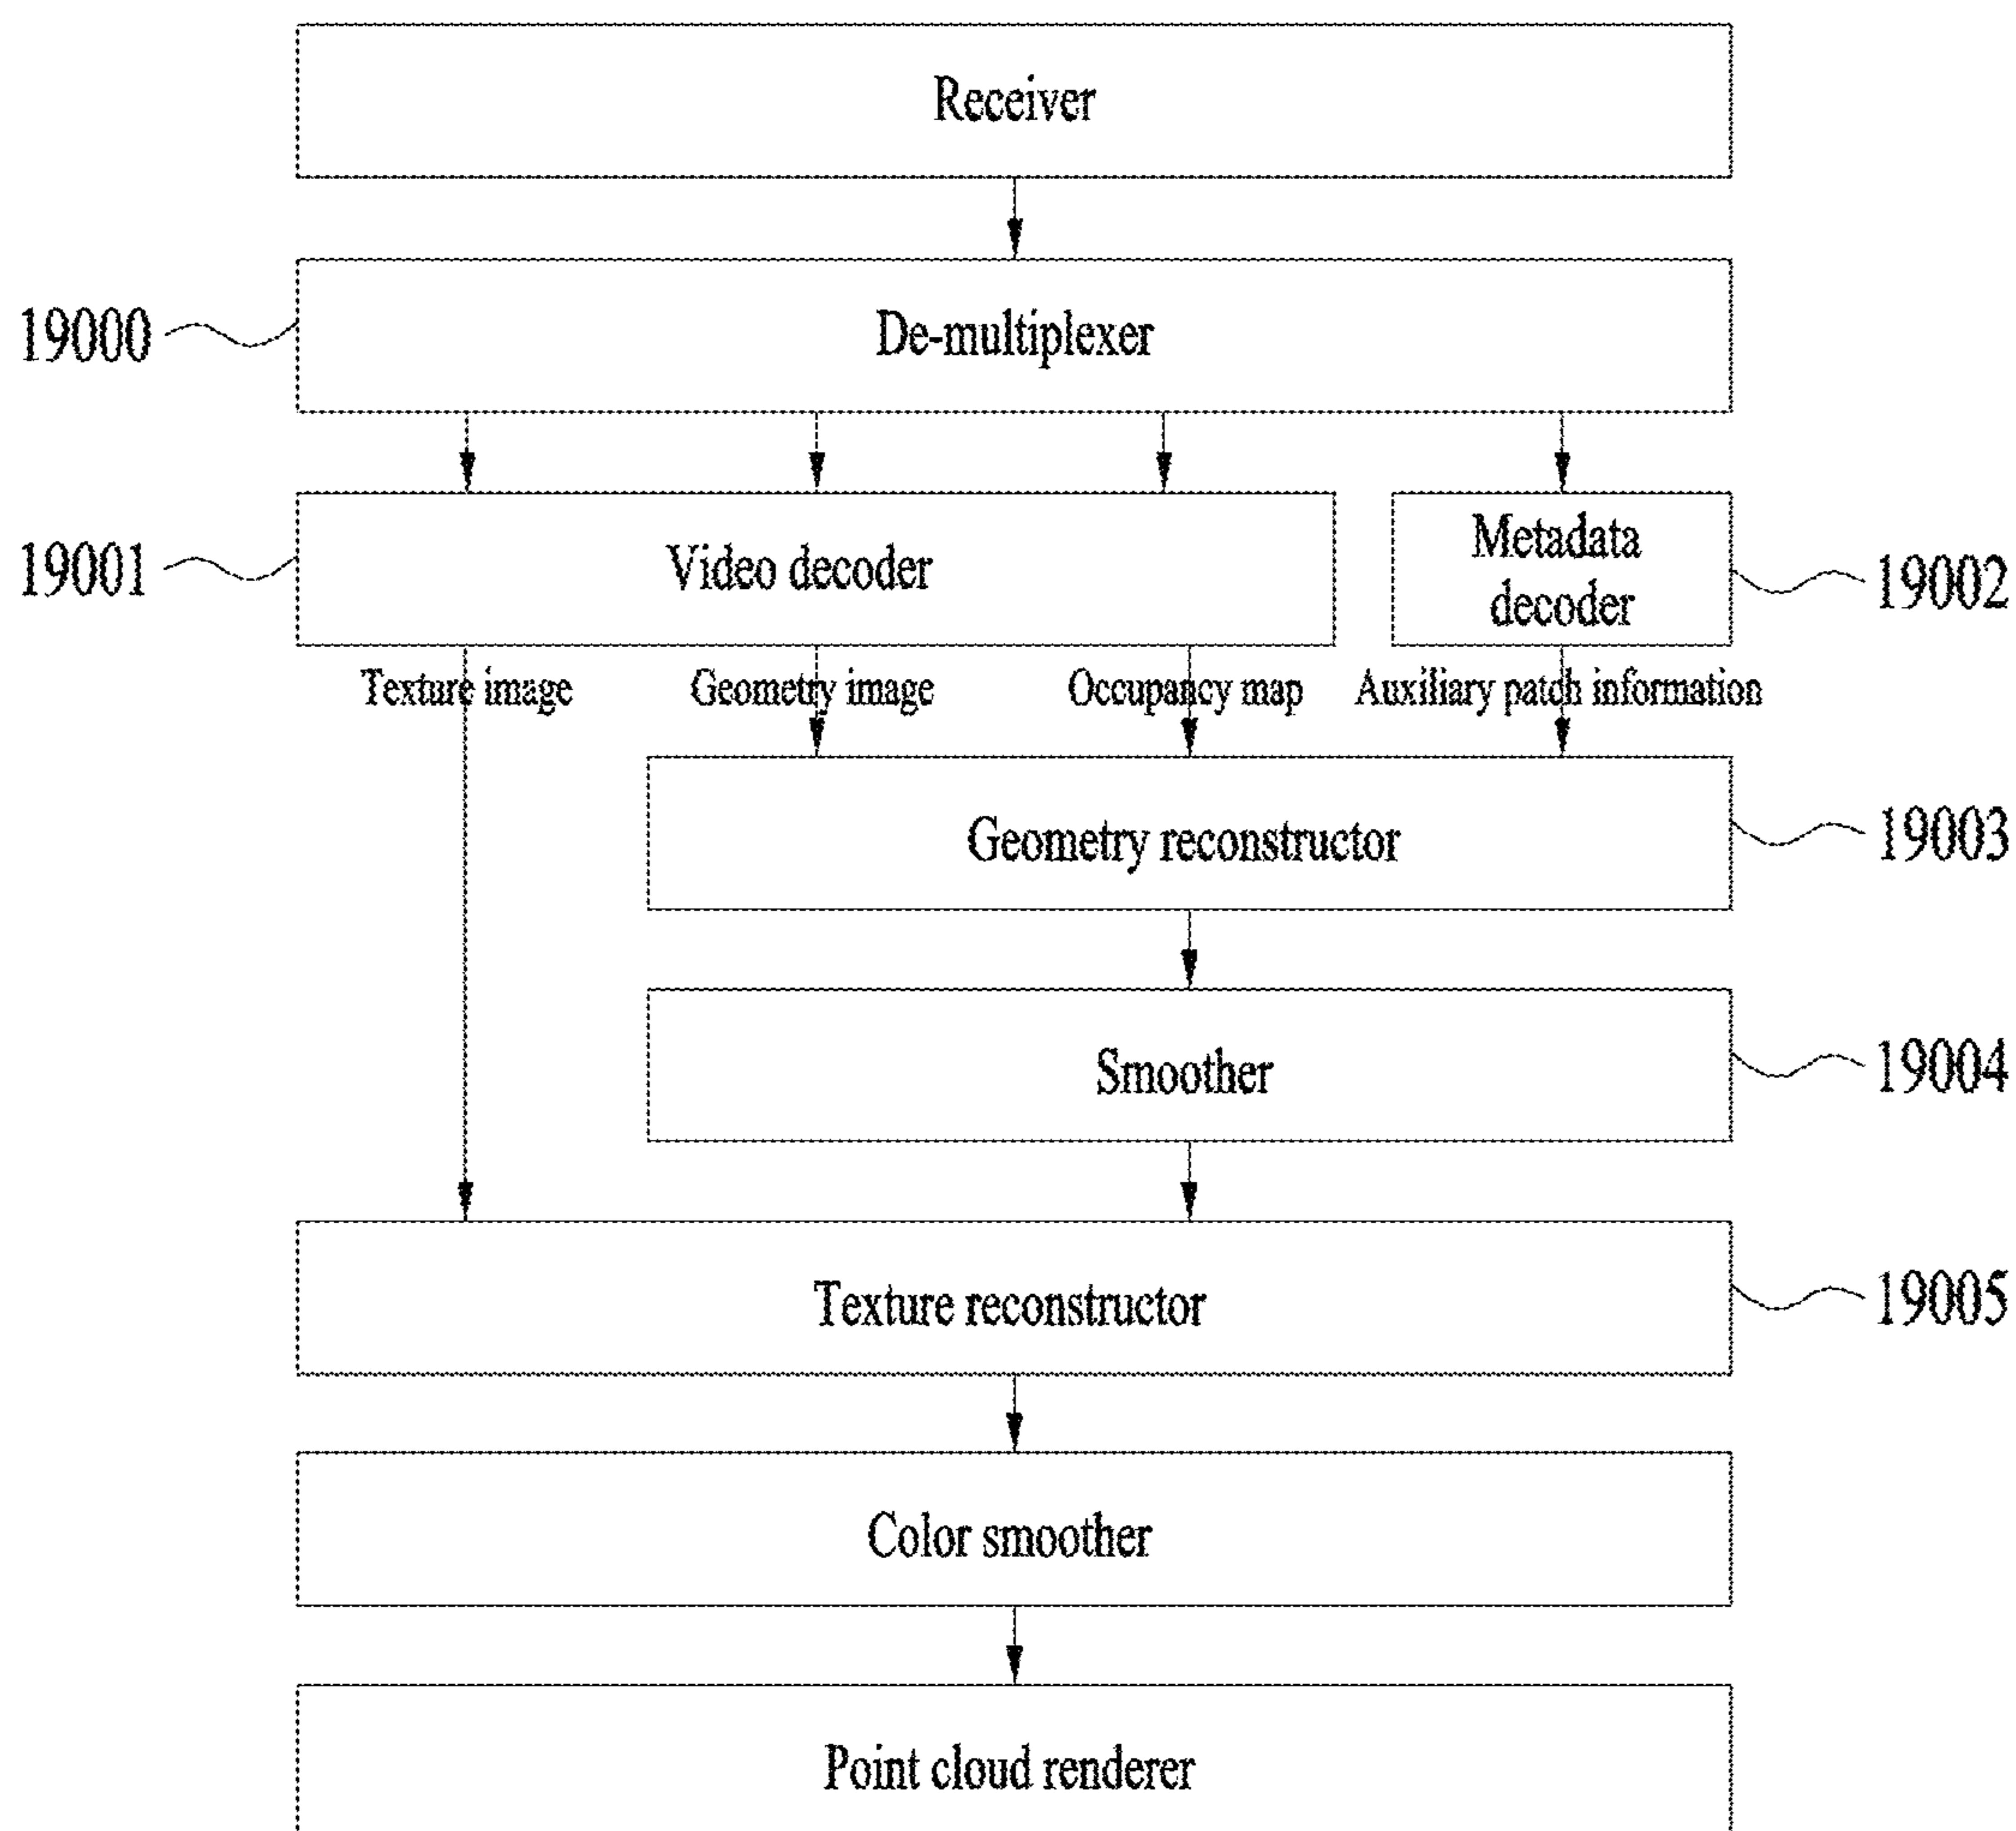 Receiver
19000
De-multiplexer
19001
Video decoder
Metadata
decoder
19002
Texture image
Geometry image
Occupancy map
Auxiliary patch information
Geometry reconstructor
19003
Smoother
19004
Texture reconstructor
19005
Color smoother
Point cloud renderer